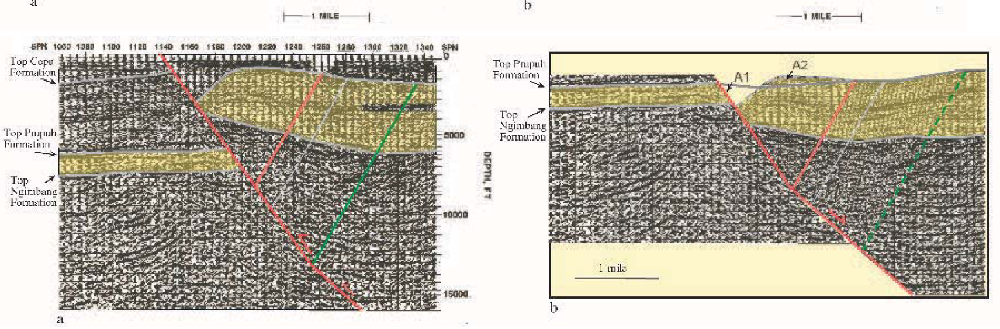 a
b
1 MILE
1 MILE
SPN 1060 1080 1100 1120 1140 1160 1180 1200 1220 1240 1260 1280 1300 1320 1340 SPN
0
5000
10000
15000
DEPTH, FT
Top Cepu
Formation
Top Prupuh
Formation
Top
Ngimbang
Formation
a
Top Prupuh
Formation
Top
Ngimbang
Formation
A1
A2
1 mile
b